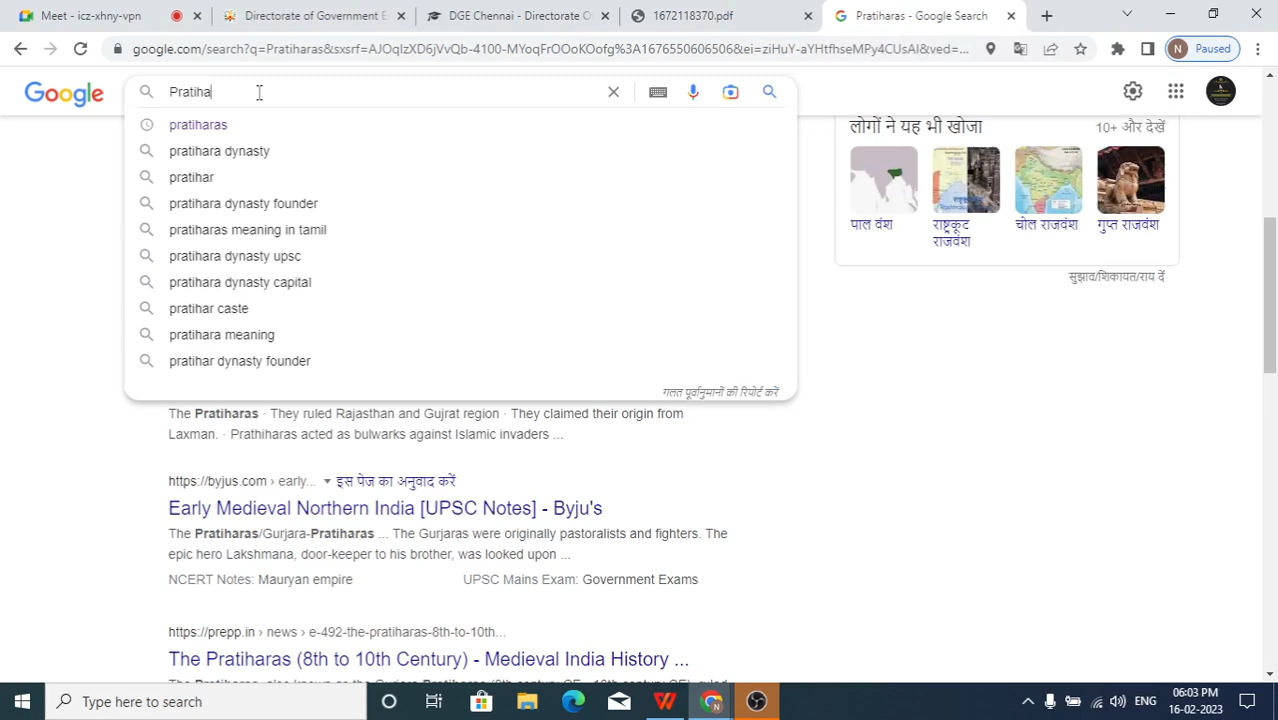 Meet - icz-xhny-vpn
Directorate of Government E
DGE Chennai - Directorate O
1672118370.pdf
Pratiharas - Google Search
google.com/search?q=Pratiharas&sxsrf=AJOqlzXD6jVvQb-4100-MYoqFrOOoKOofg%3A1676550606506&ei=ziHuY-aYHtfhseMPy4CUsAI&ved=...
Paused
Google
Pratiha
pratiharas
pratihara dynasty
pratihar
pratihara dynasty founder
pratiharas meaning in tamil
pratihara dynasty upsc
pratihara dynasty capital
pratihar caste
pratihara meaning
pratihar dynasty founder
गलत पूर्वानुमानों की रिपोर्ट करें
लोगों ने यह भी खोजा
10+ और देखें
पाल वंश
राष्ट्रकूट राजवंश
चोल राजवंश
गुप्त राजवंश
सुझाव/शिकायत/राय दें
The Pratiharas · They ruled Rajasthan and Gujrat region · They claimed their origin from
Laxman. · Prathiharas acted as bulwarks against Islamic invaders ...
https://byjus.com › early... इस पेज का अनुवाद करें
Early Medieval Northern India [UPSC Notes] - Byju's
The Pratiharas/Gurjara-Pratiharas ... The Gurjaras were originally pastoralists and fighters. The
epic hero Lakshmana, door-keeper to his brother, was looked upon ...
NCERT Notes: Mauryan empire
UPSC Mains Exam: Government Exams
https://prepp.in › news › e-492-the-pratiharas-8th-to-10th...
The Pratiharas (8th to 10th Century) - Medieval India History ...
Type here to search
ENG
06:03 PM
16-02-2023